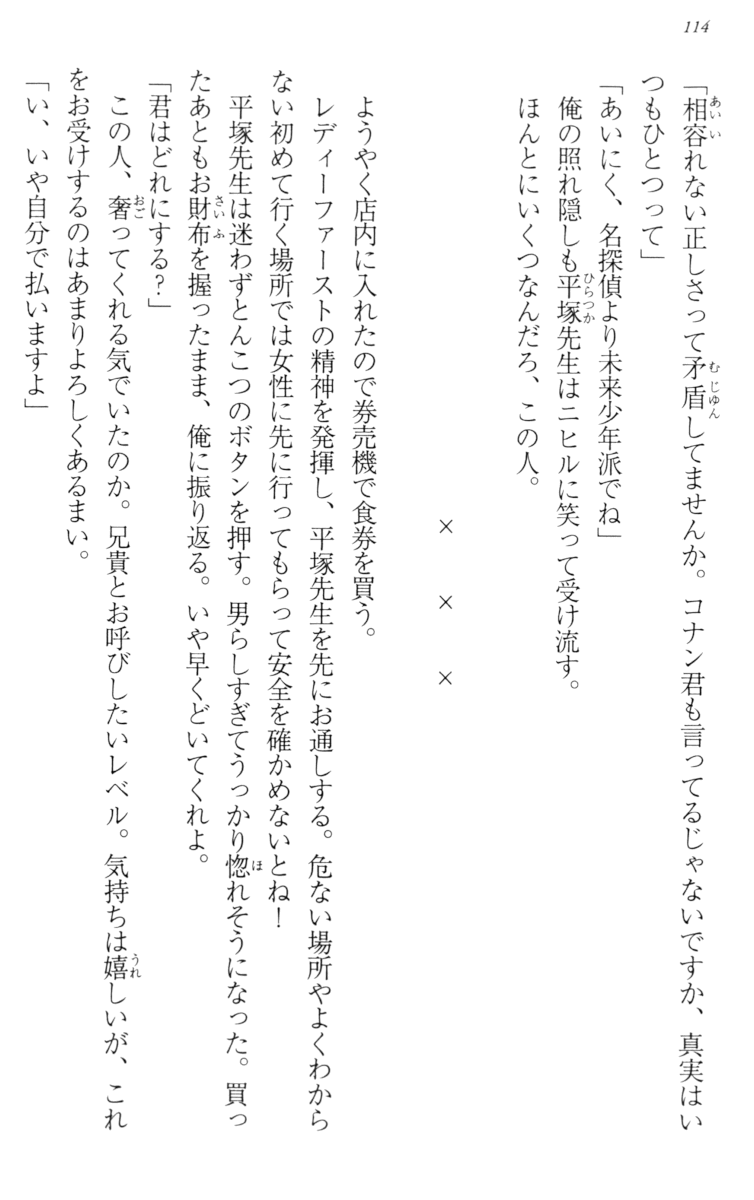 114
「相容れない正しさって矛盾してませんか。コナン君も言ってるじゃないですか、真実はい
つもひとつって」
「あいにく、名探偵より未来少年派でね」
俺の照れ隠しも平塚先生はニヒルに笑って受け流す。
ほんとにいくつなんだろ、この人。
× × ×
ようやく店内に入れたので券売機で食券を買う。
レディーファーストの精神を発揮し、平塚先生を先にお通しする。危ない場所やよくわから
ない初めて行く場所では女性に先に行ってもらって安全を確かめないとね！
平塚先生は迷わずとんこつのボタンを押す。男らしすぎてうっかり惚れそうになった。買っ
たあともお財布を握ったまま、俺に振り返る。いや早くどいてくれよ。
「君はどれにする？」
この人、奢ってくれる気でいたのか。兄貴とお呼びしたいレベル。気持ちは嬉しいが、これ
をお受けするのはあまりよろしくあるまい。
「い、いや自分で払いますよ」